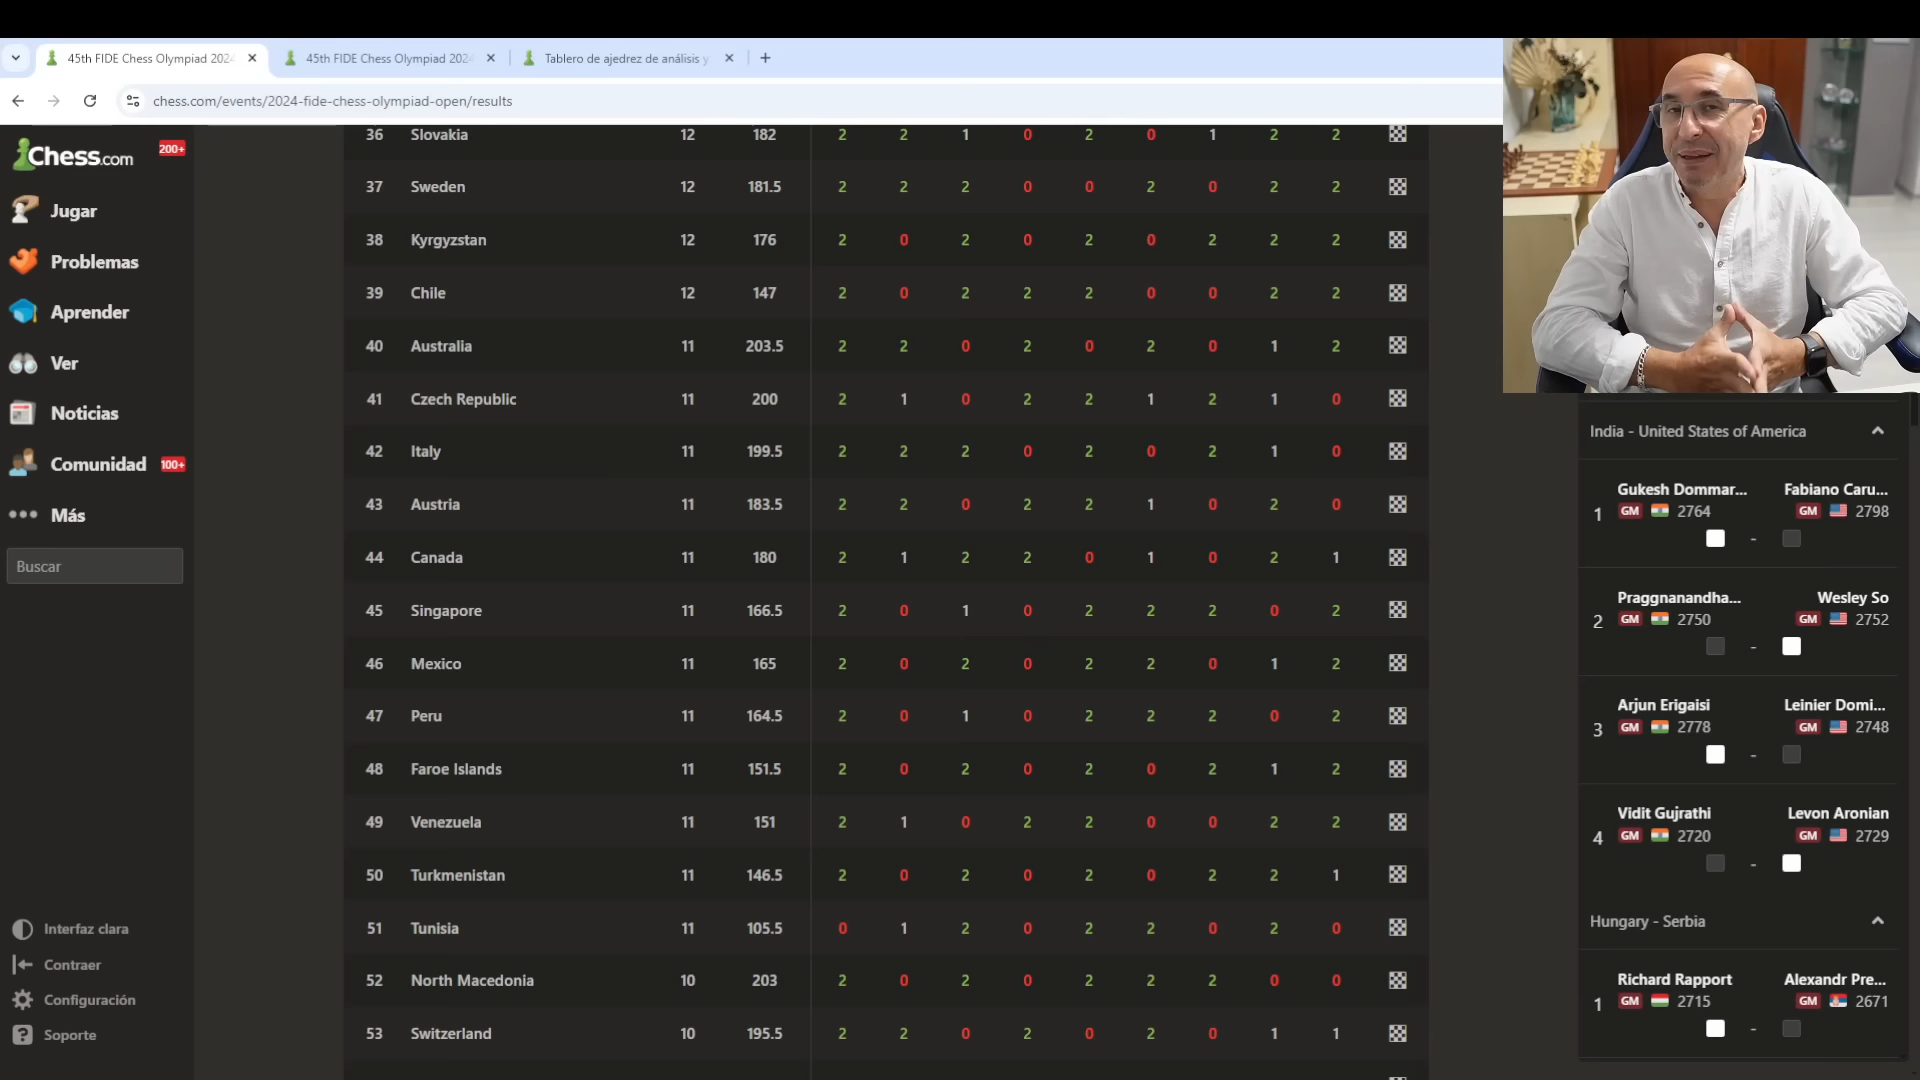 45th FIDE Chess Olympiad 202
45th FIDE Chess Olympiad 202
Tablero de ajedrez de análisis y
chess.com/events/2024-fide-chess-olympiad-open/results
Chess.com 200+
Jugar
Problemas
Aprender
Ver
Noticias
Comunidad 100+
Más
Buscar
Interfaz clara
Contraer
Configuración
Soporte
36 Slovakia 12 182 2 2 1 0 2 0 1 2 2
37 Sweden 12 181.5 2 2 2 0 0 2 0 2 2
38 Kyrgyzstan 12 176 2 0 2 0 2 0 2 2 2
39 Chile 12 147 2 0 2 2 2 0 0 2 2
40 Australia 11 203.5 2 2 0 2 0 2 0 1 2
41 Czech Republic 11 200 2 1 0 2 2 1 2 1 0
42 Italy 11 199.5 2 2 2 0 2 0 2 1 0
43 Austria 11 183.5 2 2 0 2 2 1 0 2 0
44 Canada 11 180 2 1 2 2 0 1 0 2 1
45 Singapore 11 166.5 2 0 1 0 2 2 2 0 2
46 Mexico 11 165 2 0 2 0 2 2 0 1 2
47 Peru 11 164.5 2 0 1 0 2 2 2 0 2
48 Faroe Islands 11 151.5 2 0 2 0 2 0 2 1 2
49 Venezuela 11 151 2 1 0 2 2 0 0 2 2
50 Turkmenistan 11 146.5 2 0 2 0 2 0 2 2 1
51 Tunisia 11 105.5 0 1 2 0 2 2 0 2 0
52 North Macedonia 10 203 2 0 2 0 2 2 2 0 0
53 Switzerland 10 195.5 2 2 0 2 0 2 0 1 1
India - United States of America
Gukesh Dommar... Fabiano Caru...
1 GM 2764 GM 2798
-
Praggnanandha... Wesley So
2 GM 2750 GM 2752
-
Arjun Erigaisi Leinier Domi...
3 GM 2778 GM 2748
-
Vidit Gujrathi Levon Aronian
4 GM 2720 GM 2729
-
Hungary - Serbia
Richard Rapport Alexandr Pre...
1 GM 2715 GM 2671
-